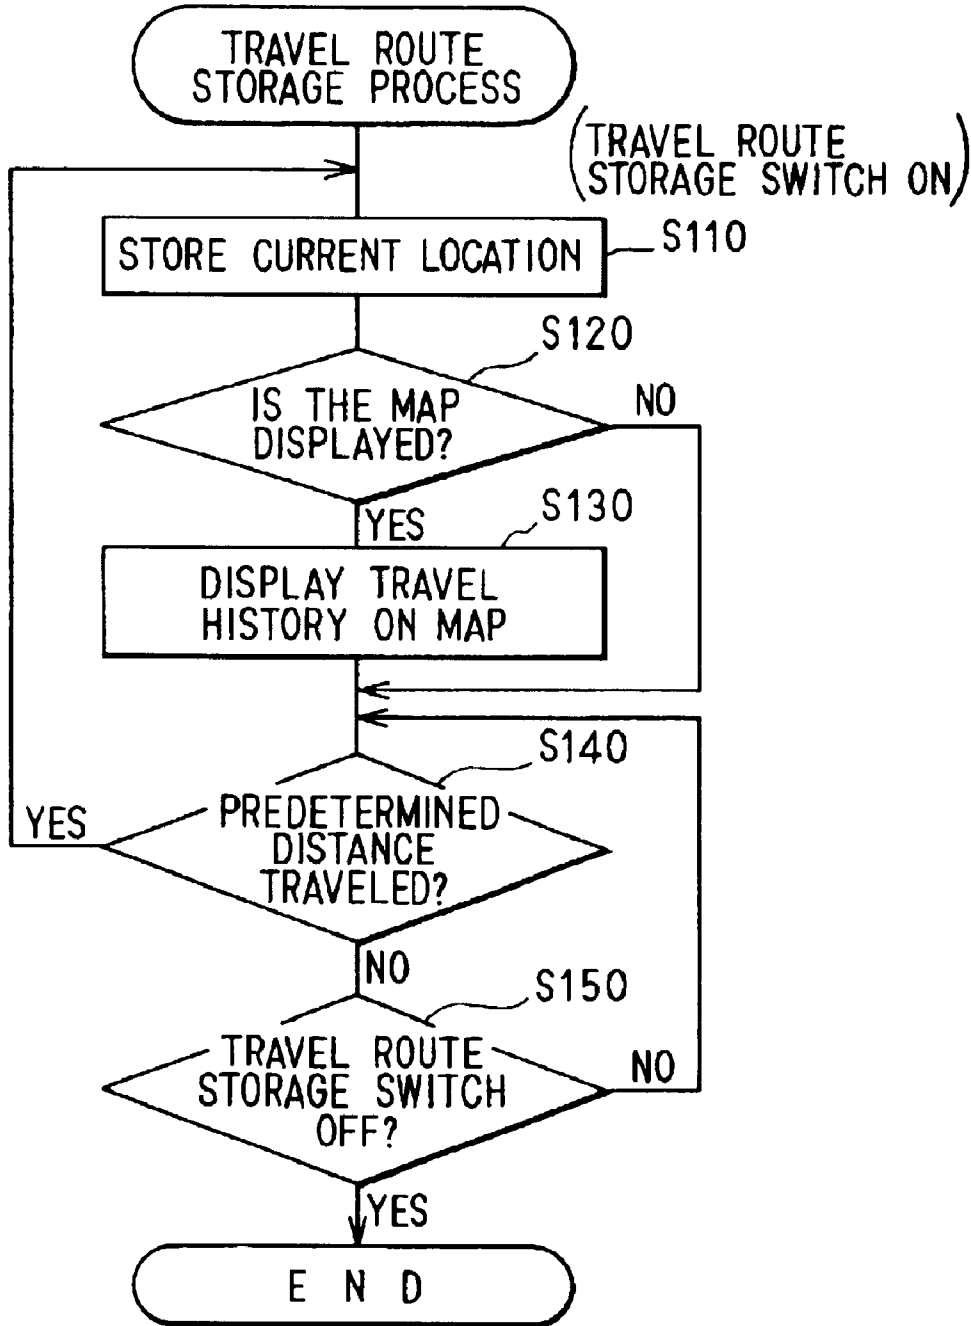 TRAVEL ROUTE
STORAGE PROCESS
(TRAVEL ROUTE
STORAGE SWITCH ON)
STORE CURRENT LOCATION
S110
S120
IS THE MAP
DISPLAYED?
NO
YES
S130
DISPLAY TRAVEL
HISTORY ON MAP
S140
YES
PREDETERMINED
DISTANCE
TRAVELED?
NO
S150
TRAVEL ROUTE
STORAGE SWITCH
OFF?
NO
YES
END